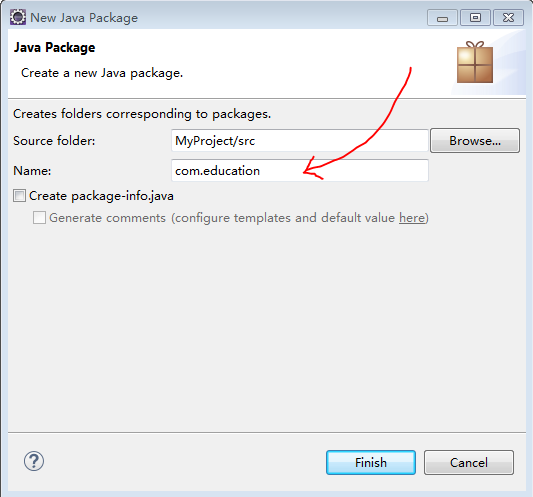 New Java Package
Java Package
Create a new Java package.
Creates folders corresponding to packages.
Source folder: MyProject/src Browse...
Name: com.education
Create package-info.java
Generate comments (configure templates and default value here)
? Finish Cancel